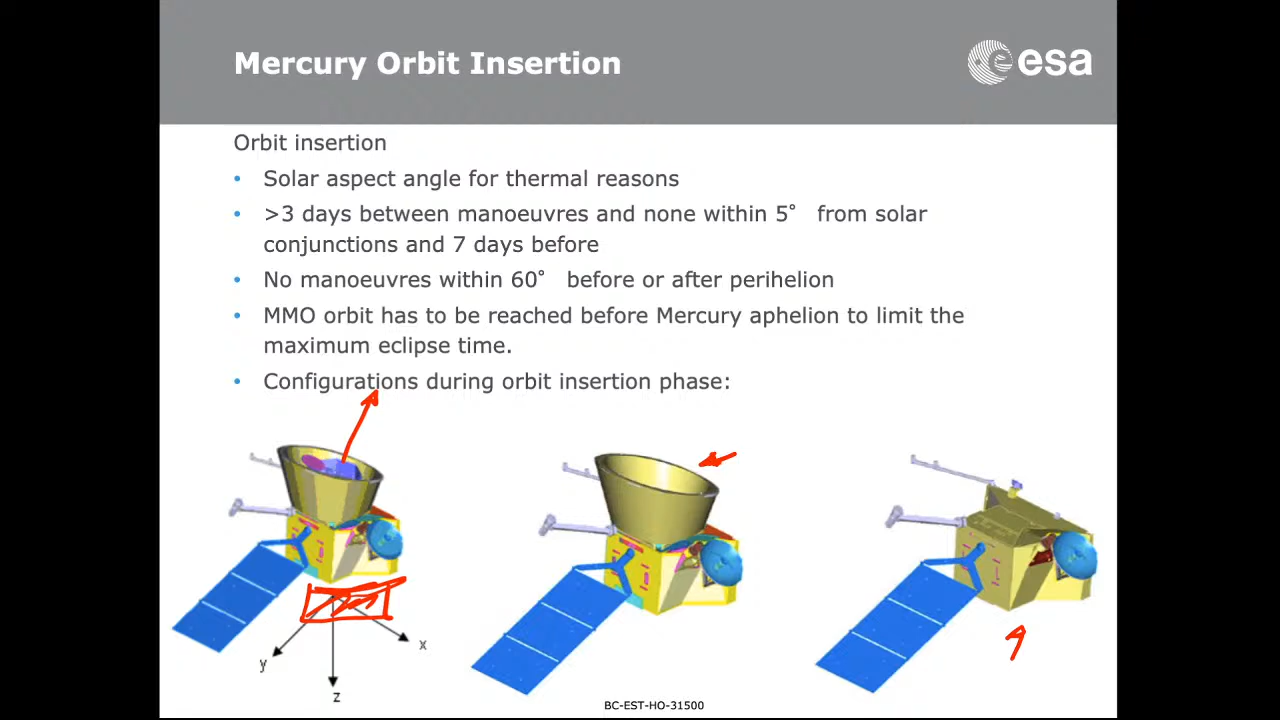 Mercury Orbit Insertion
esa
Orbit insertion
• Solar aspect angle for thermal reasons
• >3 days between manoeuvres and none within 5° from solar
conjunctions and 7 days before
• No manoeuvres within 60° before or after perihelion
• MMO orbit has to be reached before Mercury aphelion to limit the
maximum eclipse time.
• Configurations during orbit insertion phase:
x
y
z
BC-EST-HO-31500